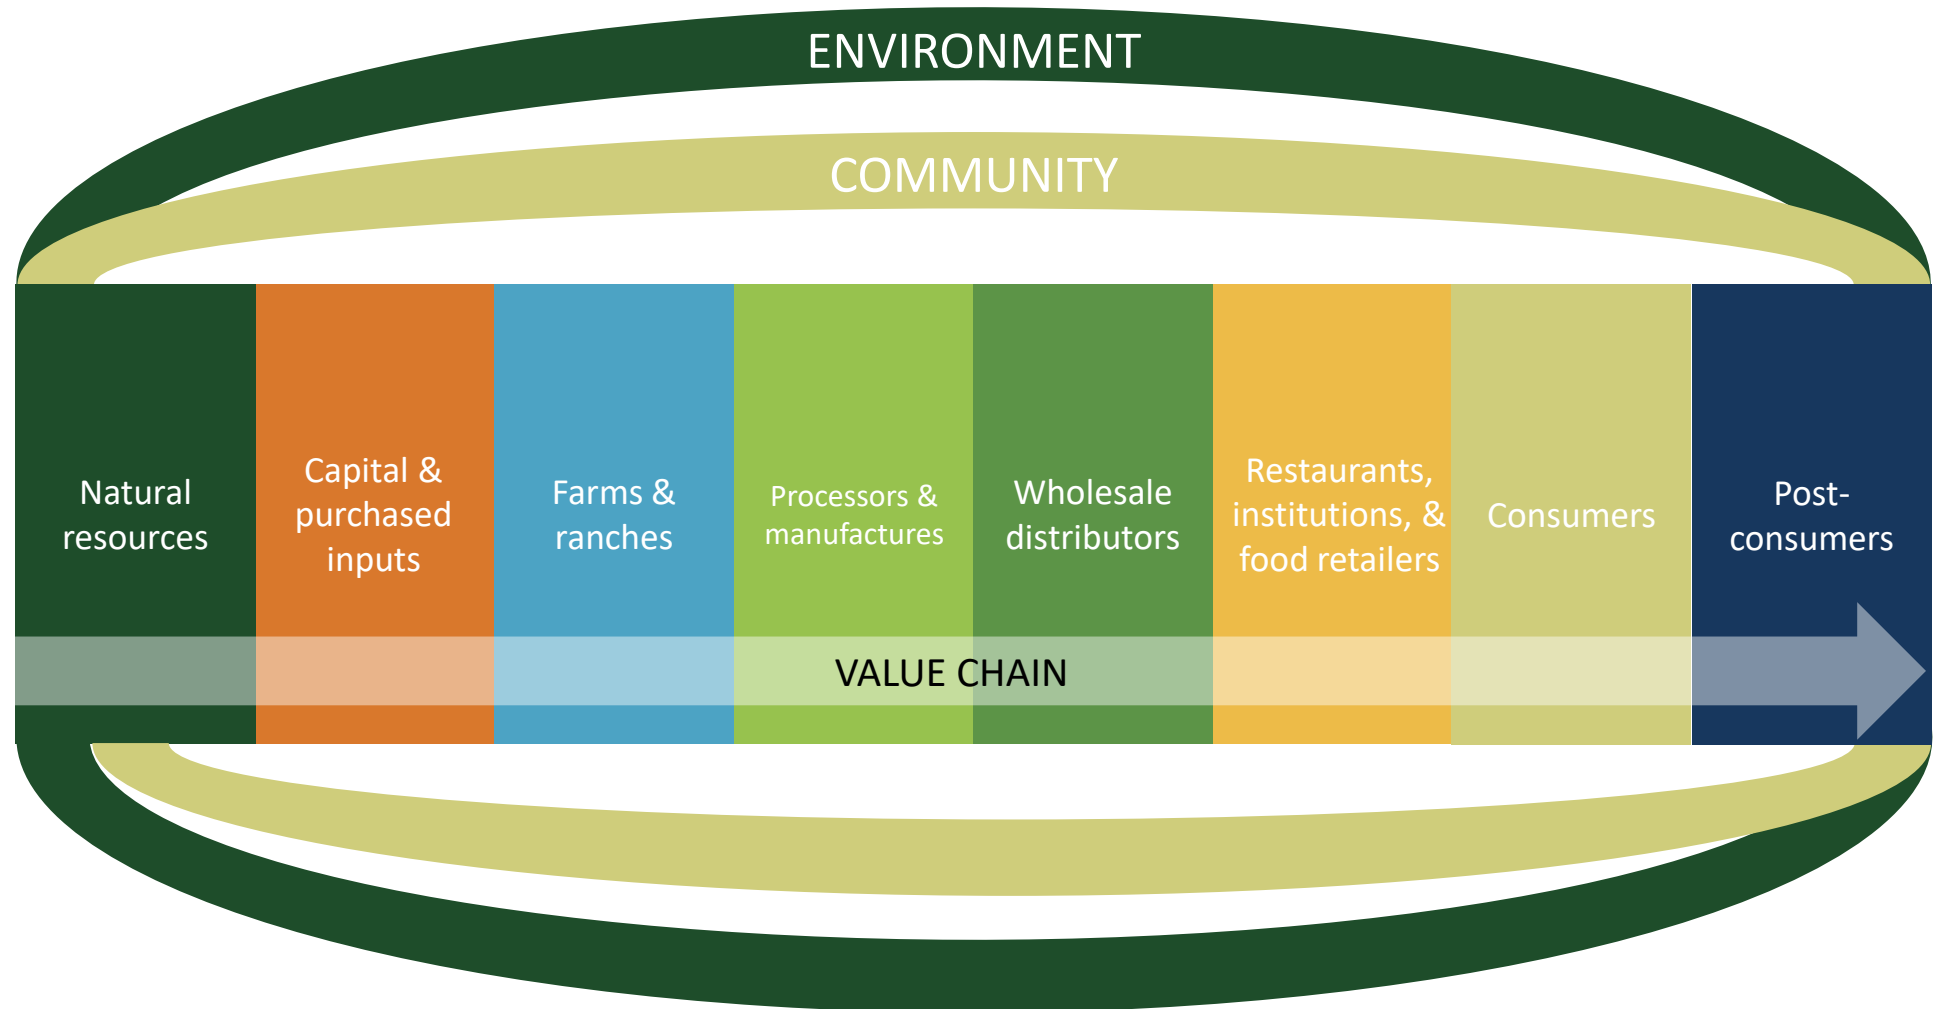 ENVIRONMENT
COMMUNITY
Natural
resources
Capital &
purchased
inputs
Farms &
ranches
Processors &
manufactures
Wholesale
distributors
Restaurants,
institutions, &
food retailers
Consumers
Post-
consumers
VALUE CHAIN